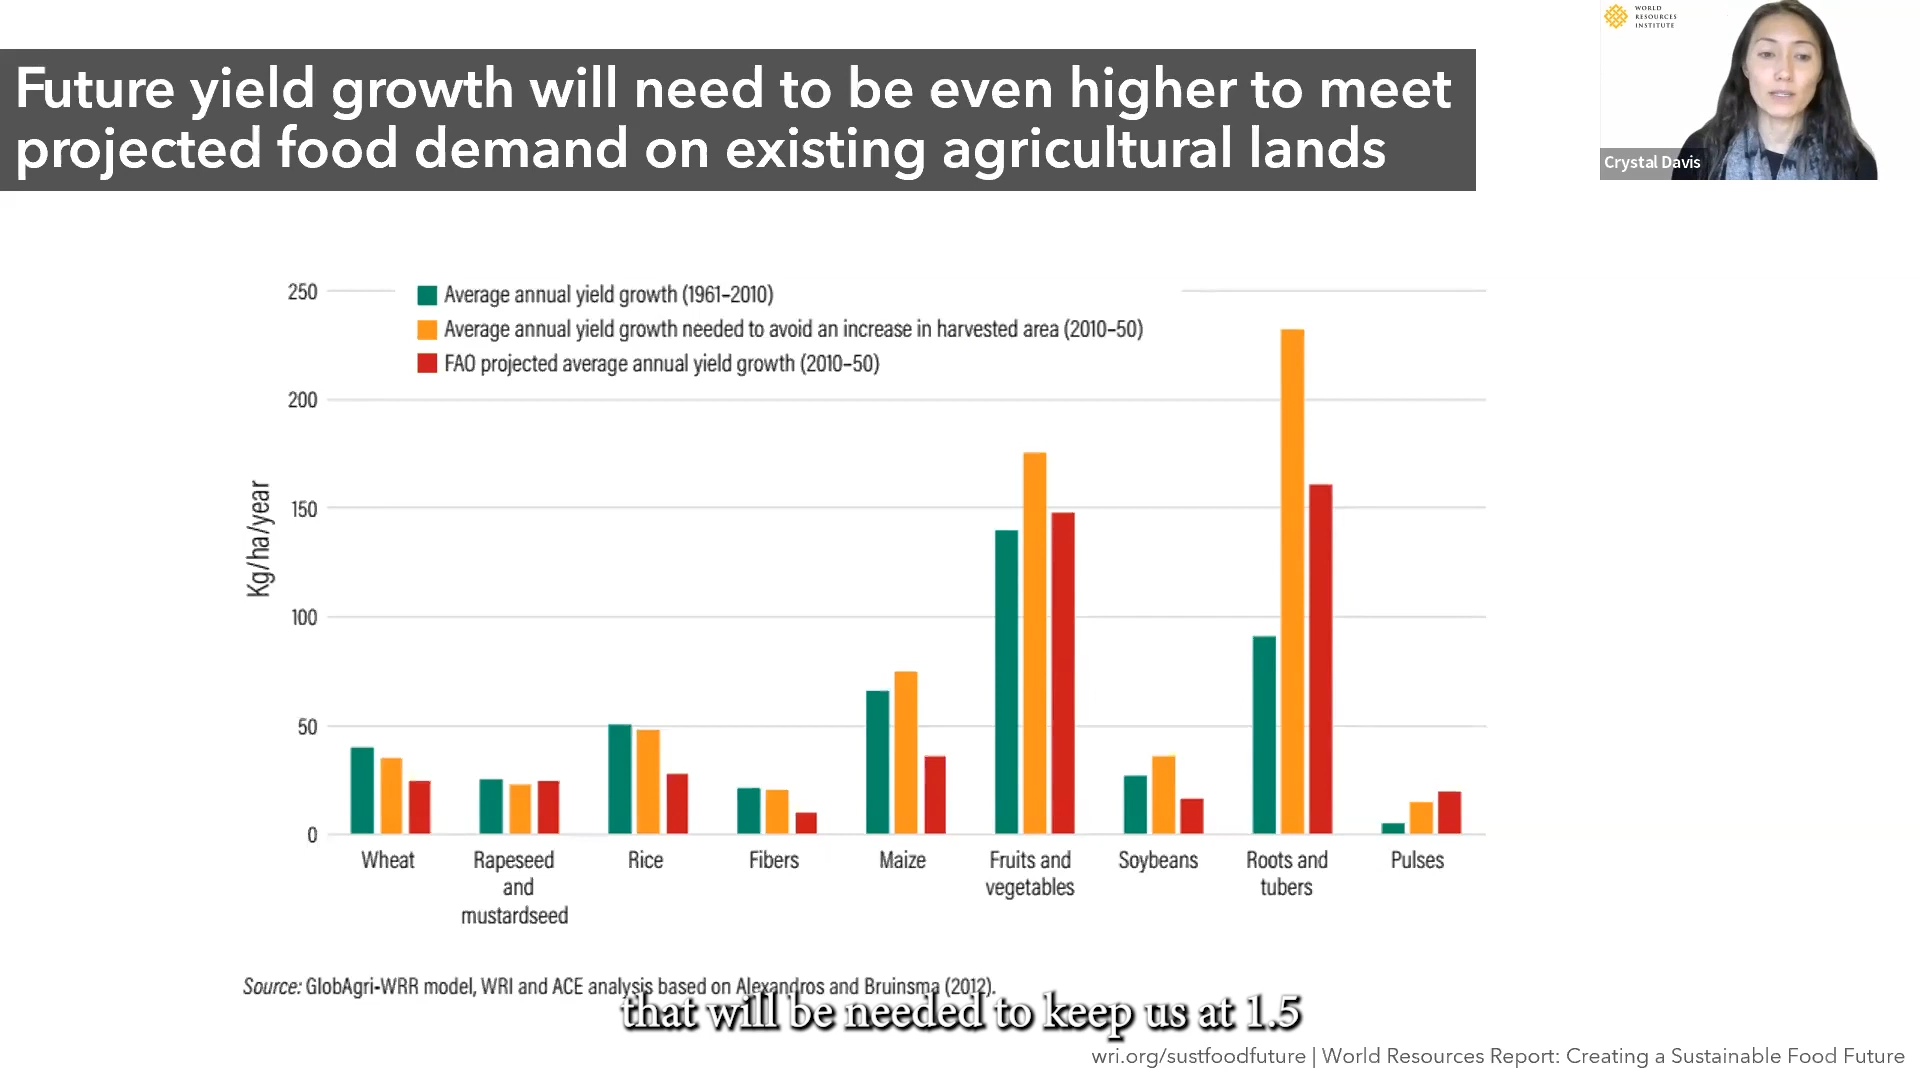 WORLD
RESOURCES
INSTITUTE
Future yield growth will need to be even higher to meet
projected food demand on existing agricultural lands
Crystal Davis
250
Average annual yield growth (1961–2010)
Average annual yield growth needed to avoid an increase in harvested area (2010–50)
FAO projected average annual yield growth (2010–50)
200
150
100
50
0
Kg/ha/year
Wheat
Rapeseed
and
mustardseed
Rice
Fibers
Maize
Fruits and
vegetables
Soybeans
Roots and
tubers
Pulses
Source: GlobAgri-WRR model, WRI and ACE analysis based on Alexandros and Bruinsma (2012).
that will be needed to keep us at 1.5
wri.org/sustfoodfuture | World Resources Report: Creating a Sustainable Food Future